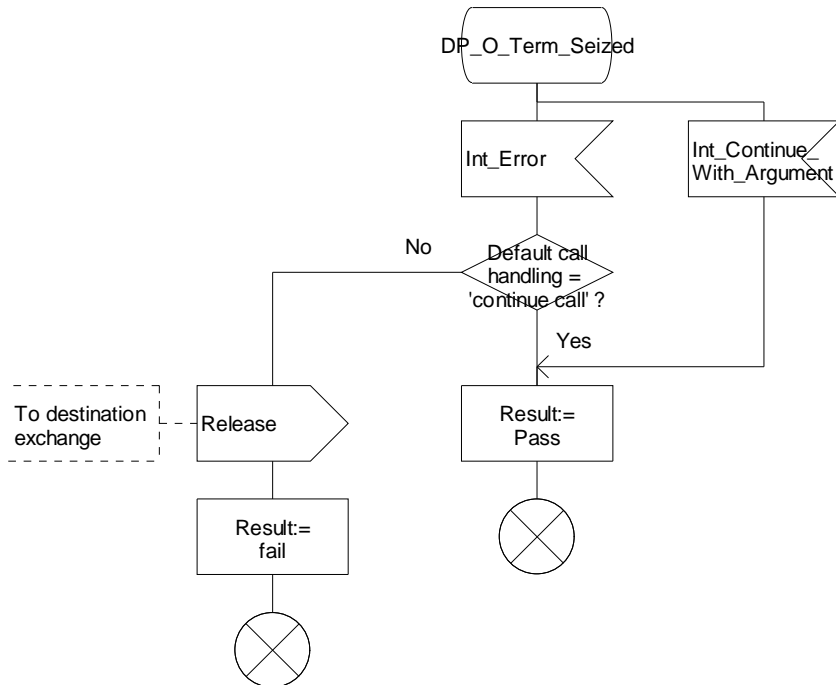 DP_O_Term_Seized
Int_Error
Int_Continue_
With_Argument
No
Default call
handling =
'continue call' ?
Yes
To destination
exchange
Release
Result:=
Pass
Result:=
fail